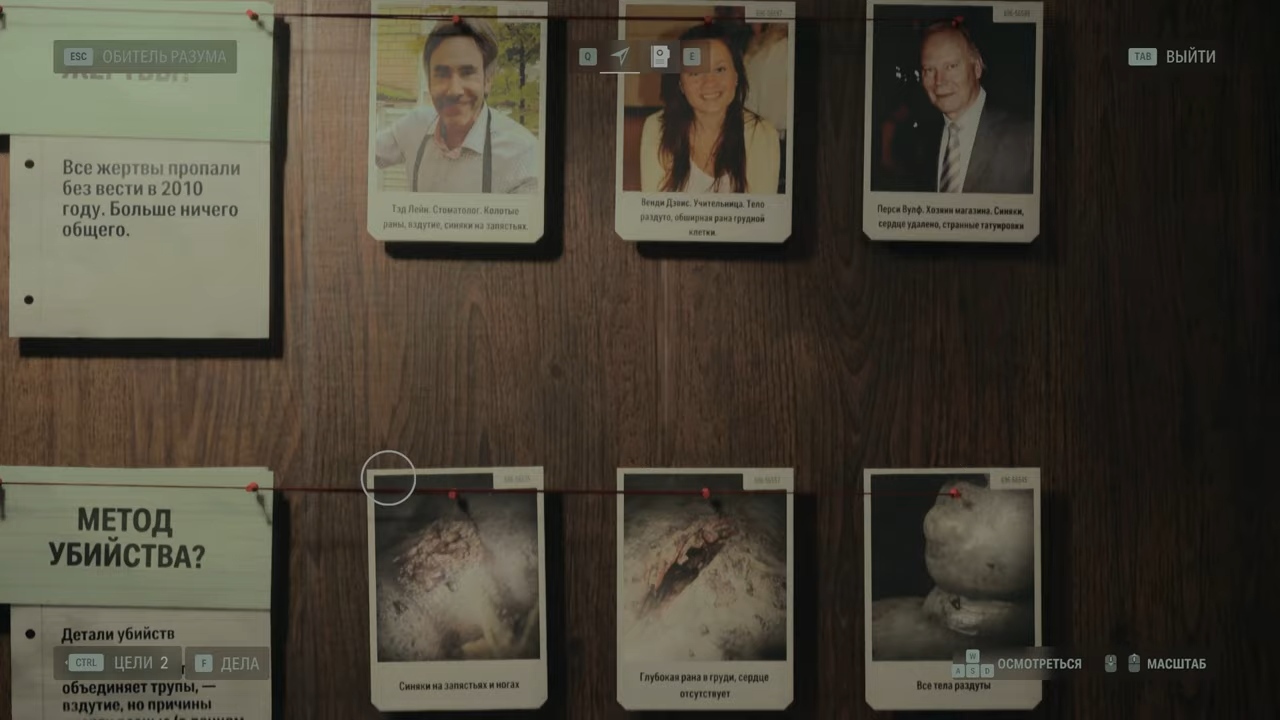 ESC ОБИТЕЛЬ РАЗУМА
Q E
TAB ВЫЙТИ
ЖЕРТВЫ?
Все жертвы пропали
без вести в 2010
году. Больше ничего
общего.
Тэд Лейн. Стоматолог. Колотые
раны, вздутие, синяки на запястьях.
Венди Дэвис. Учительница. Тело
раздуто, обширная рана грудной
клетки.
Перси Вулф. Хозяин магазина. Синяки,
сердце удалено, странные татуировки
МЕТОД
УБИЙСТВА?
Детали убийств
объединяет трупы, —
вздутие, но причины
Синяки на запястьях и ногах
Глубокая рана в груди, сердце
отсутствует
Все тела раздуты
CTRL ЦЕЛИ 2
F ДЕЛА
W
A S D
ОСМОТРЕТЬСЯ
МАСШТАБ